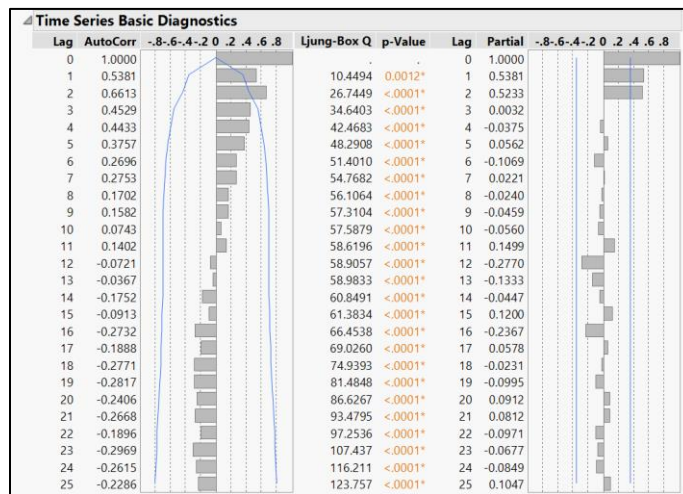 Time Series Basic Diagnostics
Lag AutoCorr -.8-.6-.4-.2 0 .2 .4 .6 .8 Ljung-Box Q p-Value Lag Partial -.8-.6-.4-.2 0 .2 .4 .6 .8
0 1.0000 . . 0 1.0000
1 0.5381 10.4494 0.0012* 1 0.5381
2 0.6613 26.7449 <.0001* 2 0.5233
3 0.4529 34.6403 <.0001* 3 0.0032
4 0.4433 42.4683 <.0001* 4 -0.0375
5 0.3757 48.2908 <.0001* 5 0.0562
6 0.2696 51.4010 <.0001* 6 -0.1069
7 0.2753 54.7682 <.0001* 7 0.0221
8 0.1702 56.1064 <.0001* 8 -0.0240
9 0.1582 57.3104 <.0001* 9 -0.0459
10 0.0743 57.5879 <.0001* 10 -0.0560
11 0.1402 58.6196 <.0001* 11 0.1499
12 -0.0721 58.9057 <.0001* 12 -0.2770
13 -0.0367 58.9833 <.0001* 13 -0.1333
14 -0.1752 60.8491 <.0001* 14 -0.0447
15 -0.0913 61.3834 <.0001* 15 0.1200
16 -0.2732 66.4538 <.0001* 16 -0.2367
17 -0.1888 69.0260 <.0001* 17 0.0578
18 -0.2771 74.9393 <.0001* 18 -0.0231
19 -0.2817 81.4848 <.0001* 19 -0.0995
20 -0.2406 86.6267 <.0001* 20 0.0912
21 -0.2668 93.4795 <.0001* 21 0.0812
22 -0.1896 97.2536 <.0001* 22 -0.0971
23 -0.2969 107.437 <.0001* 23 -0.0677
24 -0.2615 116.211 <.0001* 24 -0.0849
25 -0.2286 123.757 <.0001* 25 0.1047